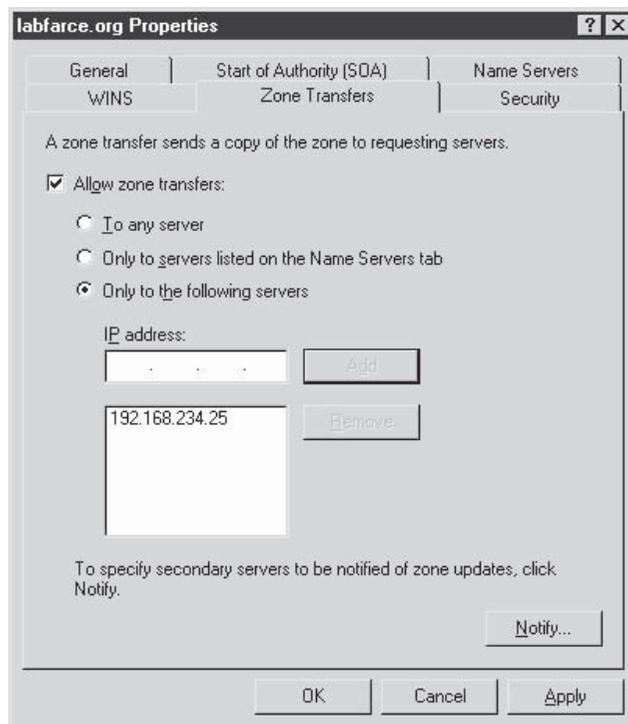 labfarce.org Properties
General
Start of Authority (SOA)
Name Servers
WINS
Zone Transfers
Security
A zone transfer sends a copy of the zone to requesting servers.
Allow zone transfers:
To any server
Only to servers listed on the Name Servers tab
Only to the following servers
IP address:
. . .
Add
192.168.234.25
Remove
To specify secondary servers to be notified of zone updates, click
Notify.
Notify...
OK
Cancel
Apply